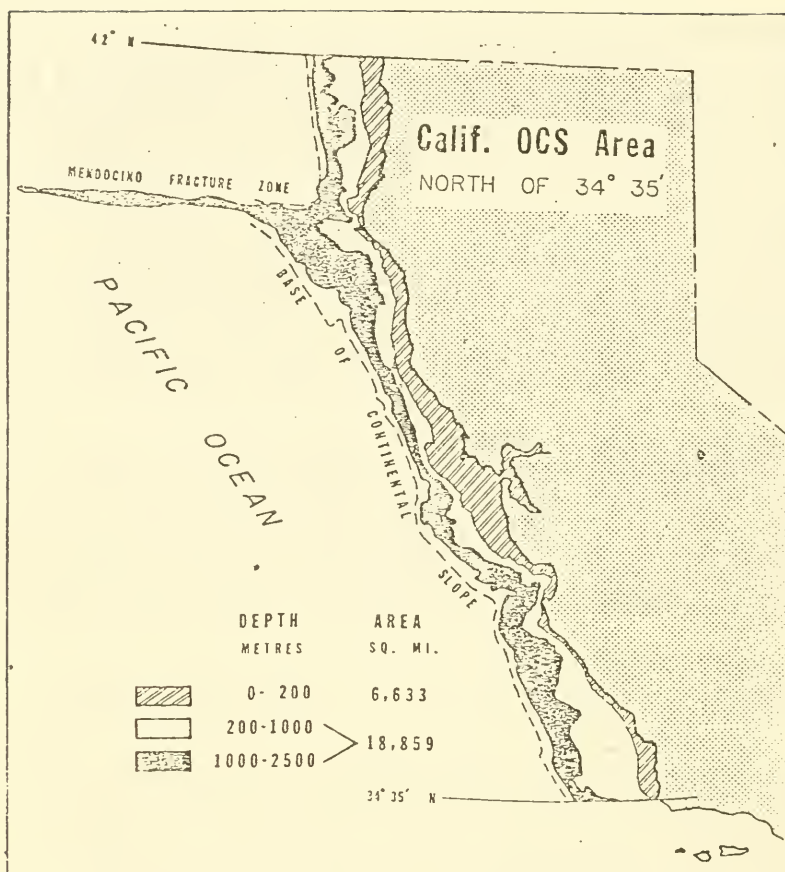 42° N
Calif. OCS Area
NORTH OF 34° 35'
MENDOCINO FRACTURE ZONE
BASE OF CONTINENTAL SLOPE
PACIFIC OCEAN
DEPTH AREA
METRES SQ. MI.
0- 200 6,633
200-1000
18,859
1000-2500
34° 35' N